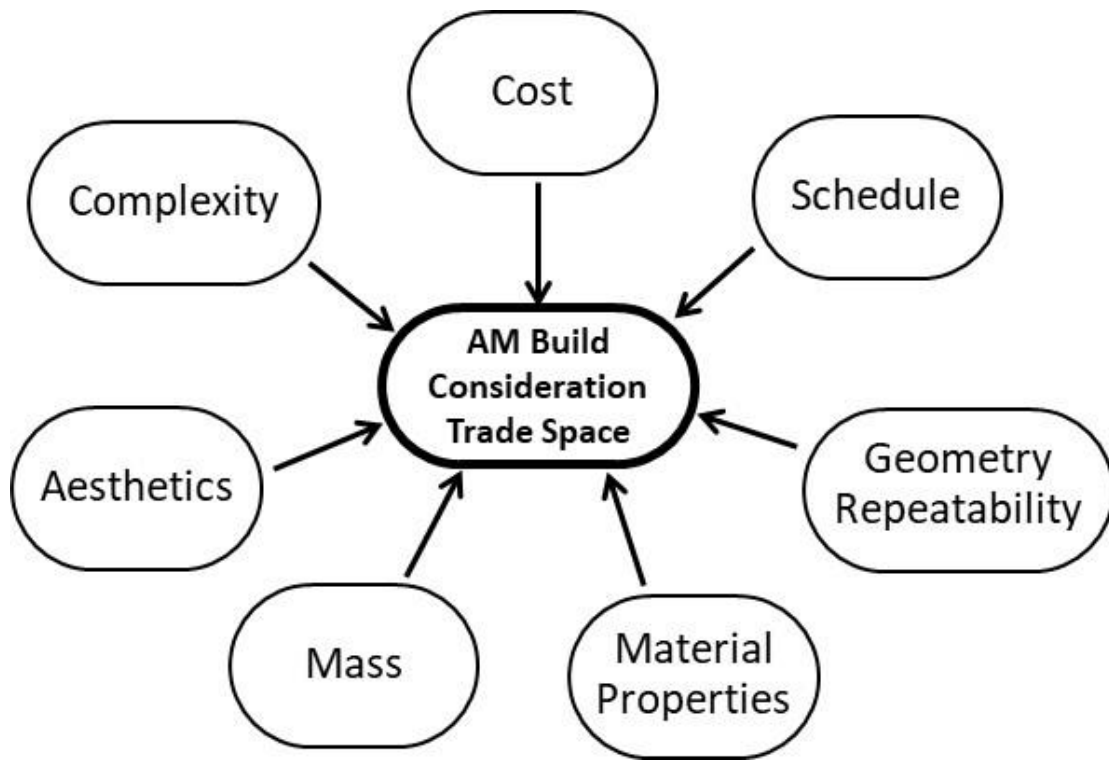 Cost
Complexity
Schedule
AM Build
Consideration
Trade Space
Aesthetics
Geometry
Repeatability
Mass
Material
Properties